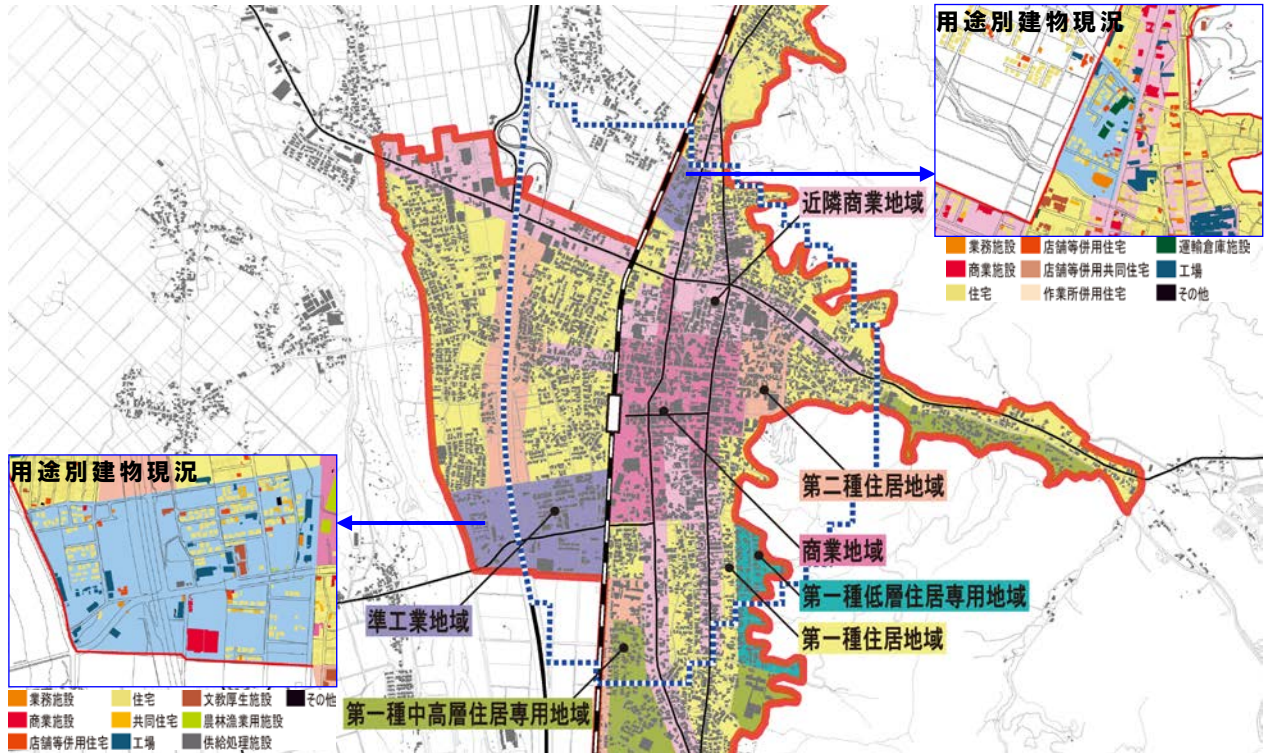 用途別建物現況
業務施設 店舗等併用住宅 運輸倉庫施設
商業施設 店舗等併用共同住宅 工場
住宅 作業所併用住宅 その他
近隣商業地域
第二種住居地域
商業地域
第一種低層住居専用地域
第一種住居地域
準工業地域
第一種中高層住居専用地域
用途別建物現況
業務施設 住宅 文教厚生施設 その他
商業施設 共同住宅 農林漁業用施設
店舗等併用住宅 工場 供給処理施設